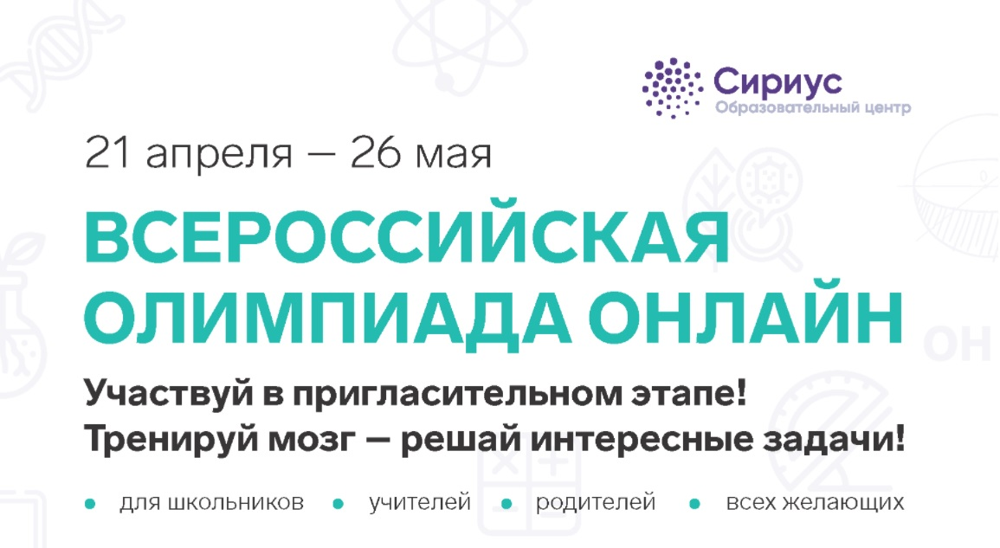 Сириус
Образовательный центр
21 апреля — 26 мая
ВСЕРОССИЙСКАЯ
ОЛИМПИАДА ОНЛАЙН
ОН
Участвуй в пригласительном этапе!
Тренируй мозг — решай интересные задачи!
• для школьников • учителей • родителей • всех желающих